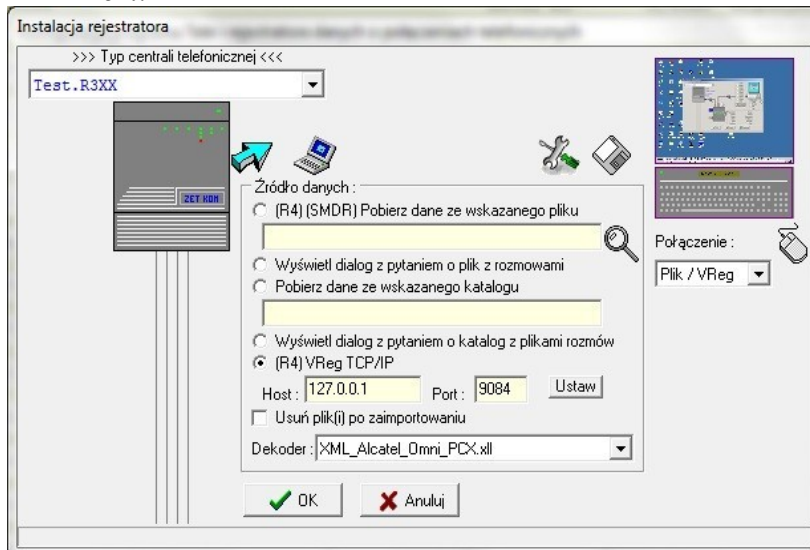 Instalacja rejestratora
>>> Typ centrali telefonicznej <<<
Test.R3XX
ZET KOM
Źródło danych :
(R4) (SMDR) Pobierz dane ze wskazanego pliku
Wyświetl dialog z pytaniem o plik z rozmowami
Pobierz dane ze wskazanego katalogu
Wyświetl dialog z pytaniem o katalog z plikami rozmów
(R4) VReg TCP/IP
Host : 127.0.0.1 Port : 9084 Ustaw
Usuń plik(i) po zaimportowaniu
Dekoder : XML_Alcatel_Omni_PCX.xll
Połączenie :
Plik / VReg
OK Anuluj